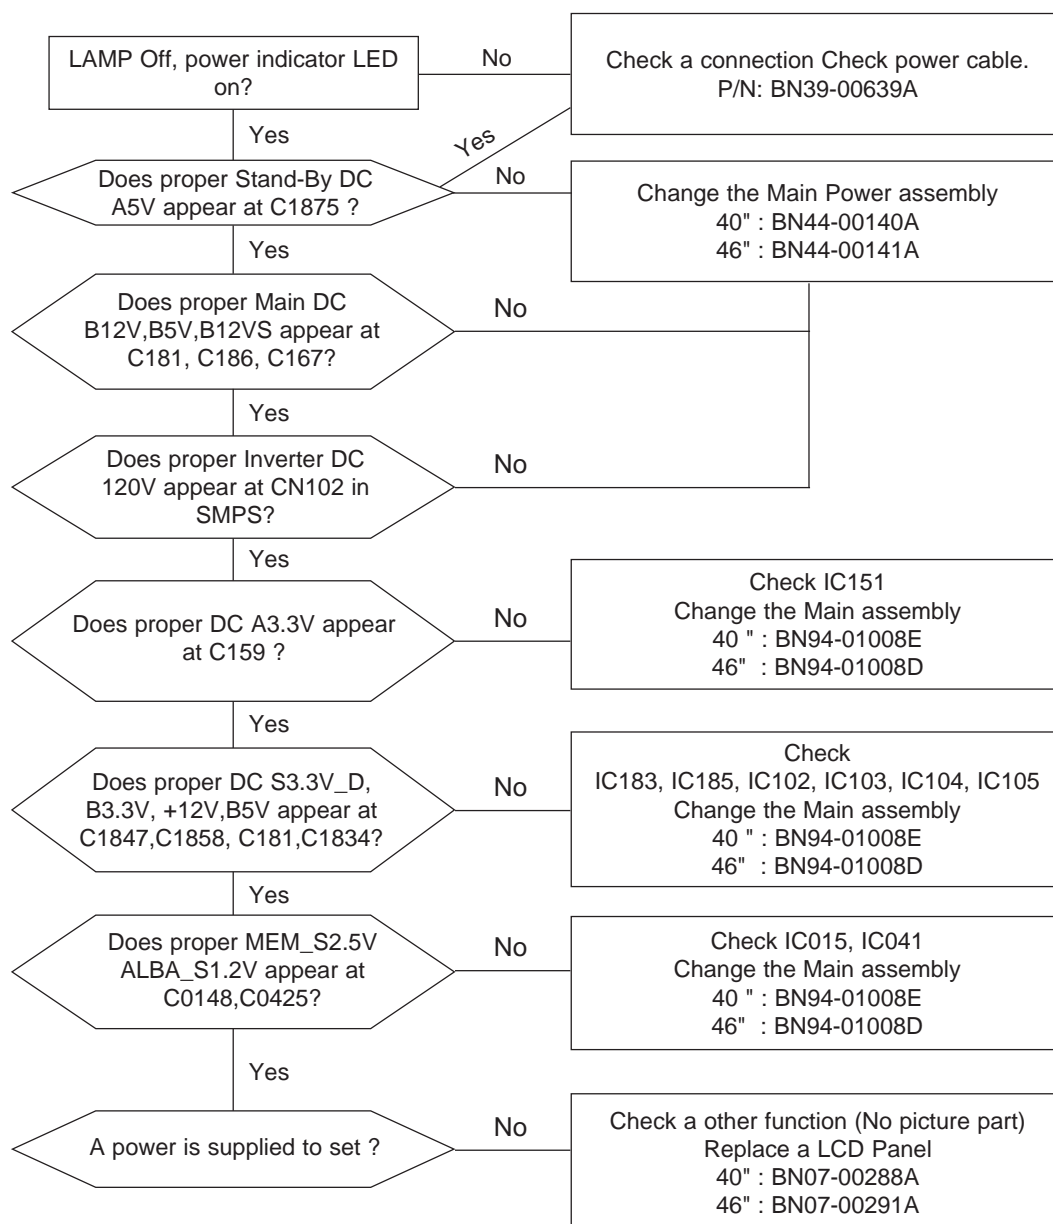 LAMP Off, power indicator LED
on?
No
Check a connection Check power cable.
P/N: BN39-00639A
Yes
Yes
Does proper Stand-By DC
A5V appear at C1875 ?
No
Change the Main Power assembly
40" : BN44-00140A
46" : BN44-00141A
Yes
Does proper Main DC
B12V,B5V,B12VS appear at
C181, C186, C167?
No
Yes
Does proper Inverter DC
120V appear at CN102 in
SMPS?
No
Yes
Does proper DC A3.3V appear
at C159 ?
No
Check IC151
Change the Main assembly
40 " : BN94-01008E
46"  : BN94-01008D
Yes
Does proper DC S3.3V_D,
B3.3V, +12V,B5V appear at
C1847,C1858, C181,C1834?
No
Check
IC183, IC185, IC102, IC103, IC104, IC105
Change the Main assembly
40 " : BN94-01008E
46"  : BN94-01008D
Yes
Does proper MEM_S2.5V
ALBA_S1.2V appear at
C0148,C0425?
No
Check IC015, IC041
Change the Main assembly
40 " : BN94-01008E
46"  : BN94-01008D
Yes
A power is supplied to set ?
No
Check a other function (No picture part)
Replace a LCD Panel
40" : BN07-00288A
46" : BN07-00291A